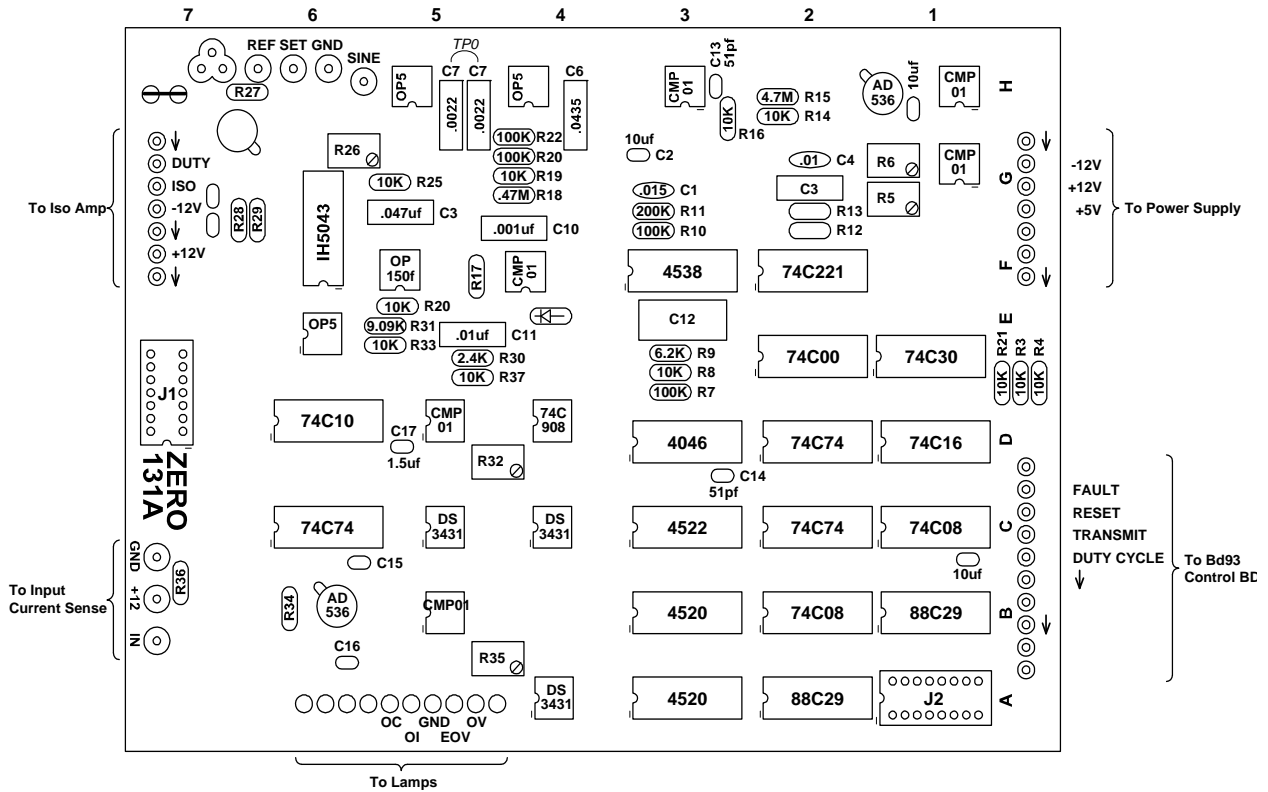 7 6 5 4 3 2 1
REF SET GND
SINE
TP0
R27
OP5
C7 C7
.0022 .0022
OP5
C6
.0435
CMP 01
C13
51pf
10K
R16
4.7M R15
10K R14
AD 536
10uf
CMP 01
H
DUTY
ISO
-12V
+12V
To Iso Amp
R28 R29
R26
10K R25
.047uf C3
IH5043
100K R22
100K R20
10K R19
.47M R18
.001uf C10
10uf
C2
.015 C1
200K R11
100K R10
.01 C4
C3
R13
R12
R6
R5
CMP 01
G
-12V
+12V
+5V
To Power Supply
OP 150f
R17
CMP 01
4538
74C221
F
10K R20
9.09K R31
10K R33
OP5
.01uf C11
2.4K R30
10K R37
C12
6.2K R9
10K R8
100K R7
74C00
74C30
E
R21 R3 R4
10K 10K 10K
J1
74C10
C17
1.5uf
CMP 01
74C 908
R32
4046
74C74
74C16
D
C14
51pf
ZERO
131A
74C74
DS 3431
DS 3431
4522
74C74
74C08
C
10uf
FAULT
RESET
TRANSMIT
DUTY CYCLE
To Bd93
Control BD
GND
+12
IN
To Input
Current Sense
R36
C15
R34
AD 536
C16
CMP01
R35
4520
74C08
88C29
B
DS 3431
4520
88C29
J2
A
OC GND OV
OI EOV
To Lamps